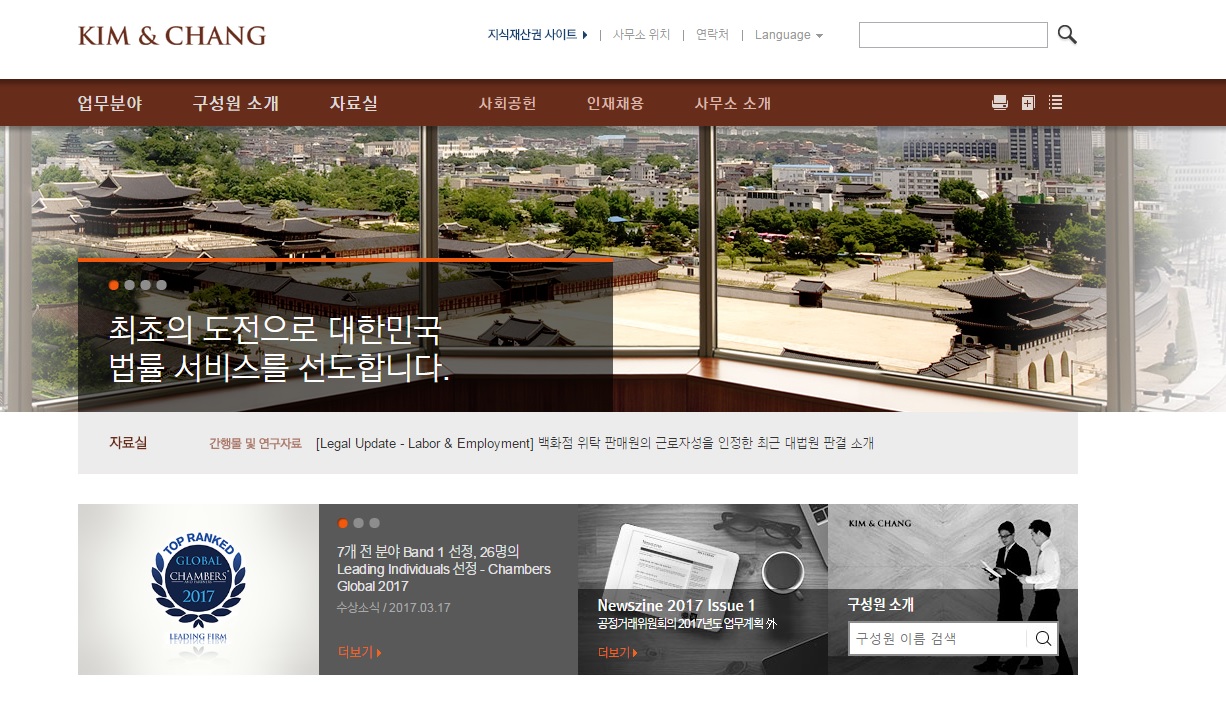 KIM & CHANG
지식재산권 사이트 | 사무소 위치 | 연락처 | Language
업무분야 구성원 소개 자료실 사회공헌 인재채용 사무소 소개
최초의 도전으로 대한민국
법률 서비스를 선도합니다.
자료실 간행물 및 연구자료 [Legal Update - Labor & Employment] 백화점 위탁 판매원의 근로자성을 인정한 최근 대법원 판결 소개
TOP RANKED
GLOBAL
CHAMBERS
2017
LEADING FIRM
7개 전 분야 Band 1 선정, 26명의
Leading Individuals 선정 - Chambers
Global 2017
수상소식 / 2017.03.17
더보기
Newszine
Newszine 2017 Issue 1
공정거래위원회의 2017년도 업무계획 外
더보기
KIM & CHANG
구성원 소개
구성원 이름 검색